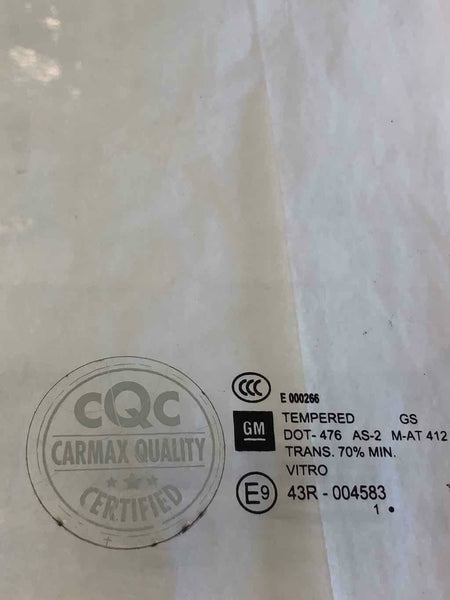 CQC
CARMAX QUALITY
CERTIFIED
CCC
E 000266
GM
TEMPERED GS
DOT- 476 AS-2 M-AT 412
TRANS. 70% MIN.
VITRO
E9 43R - 004583
1 •